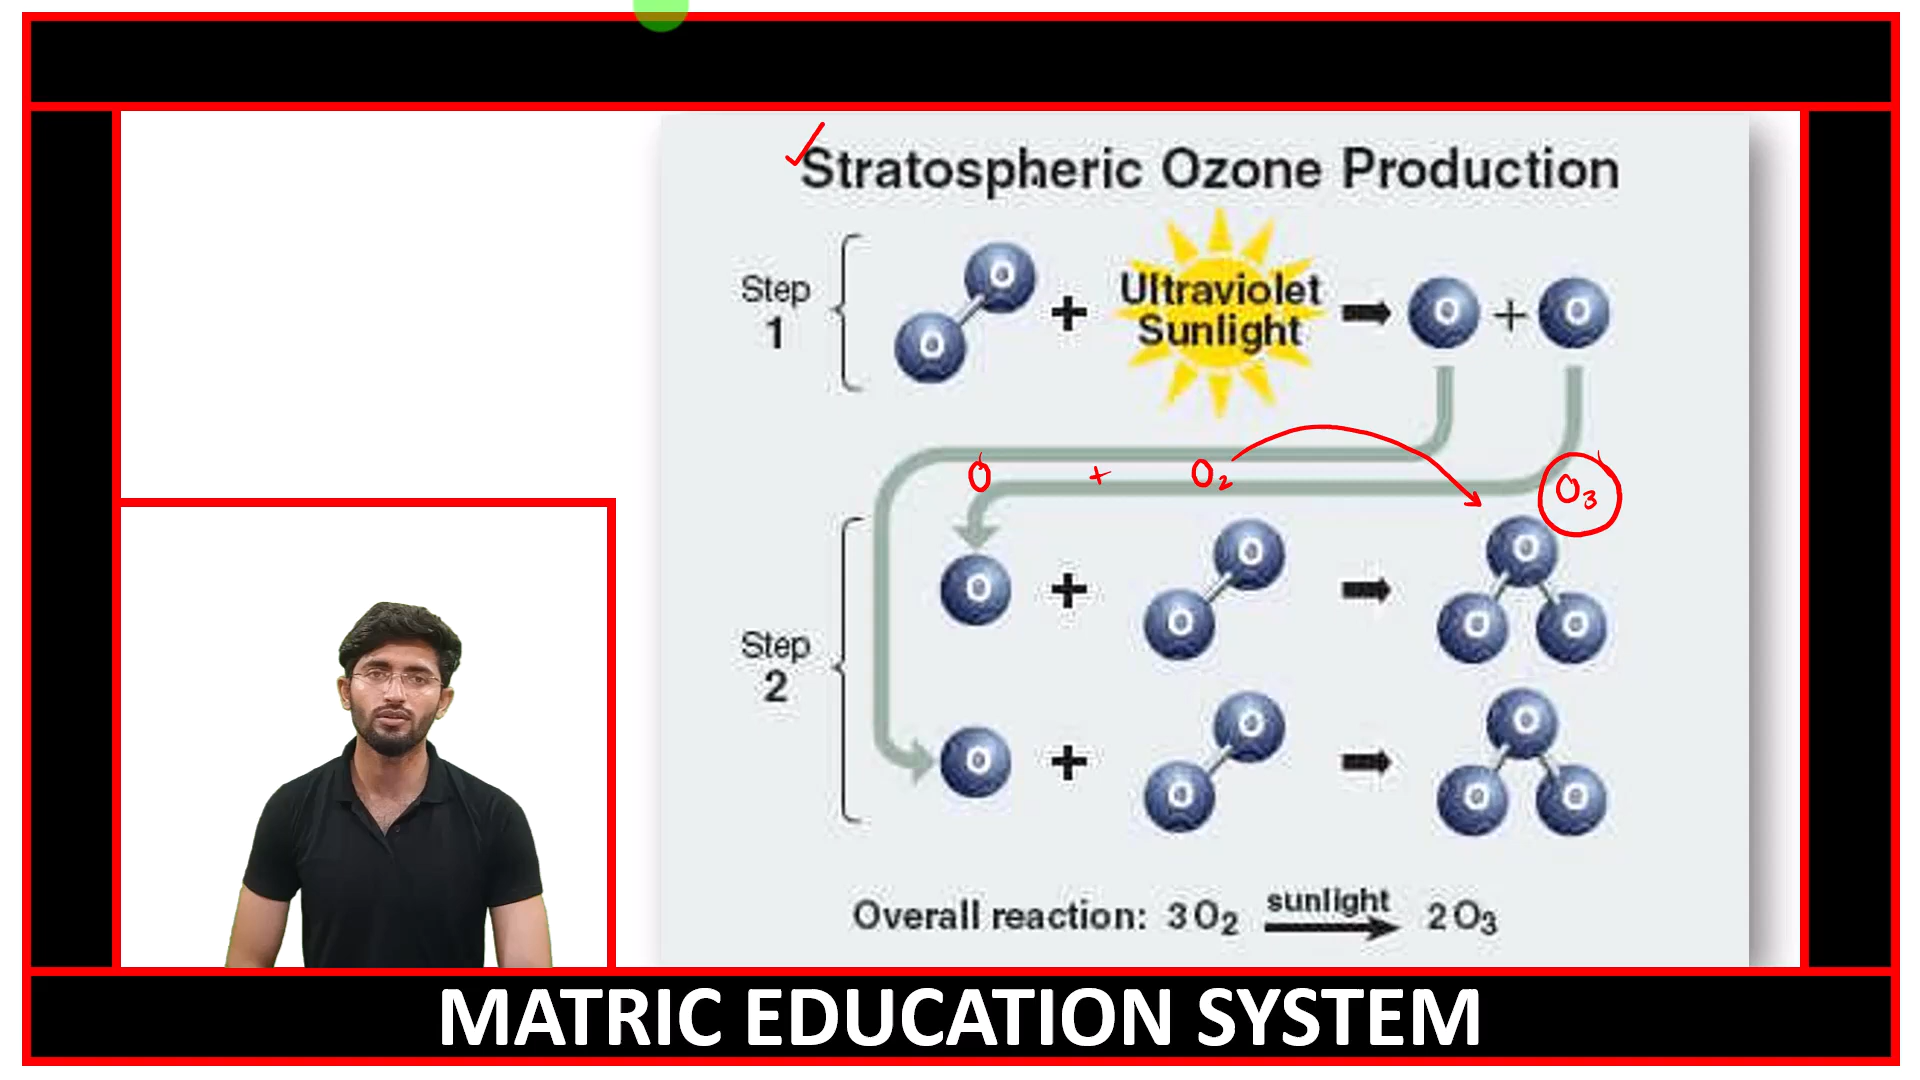 Stratospheric Ozone Production
Step 1
O O + Ultraviolet Sunlight → O + O
O + O₂ O₃
Step 2
O + O O → O O O
O + O O → O O O
Overall reaction: 3O₂ sunlight → 2O₃
MATRIC EDUCATION SYSTEM